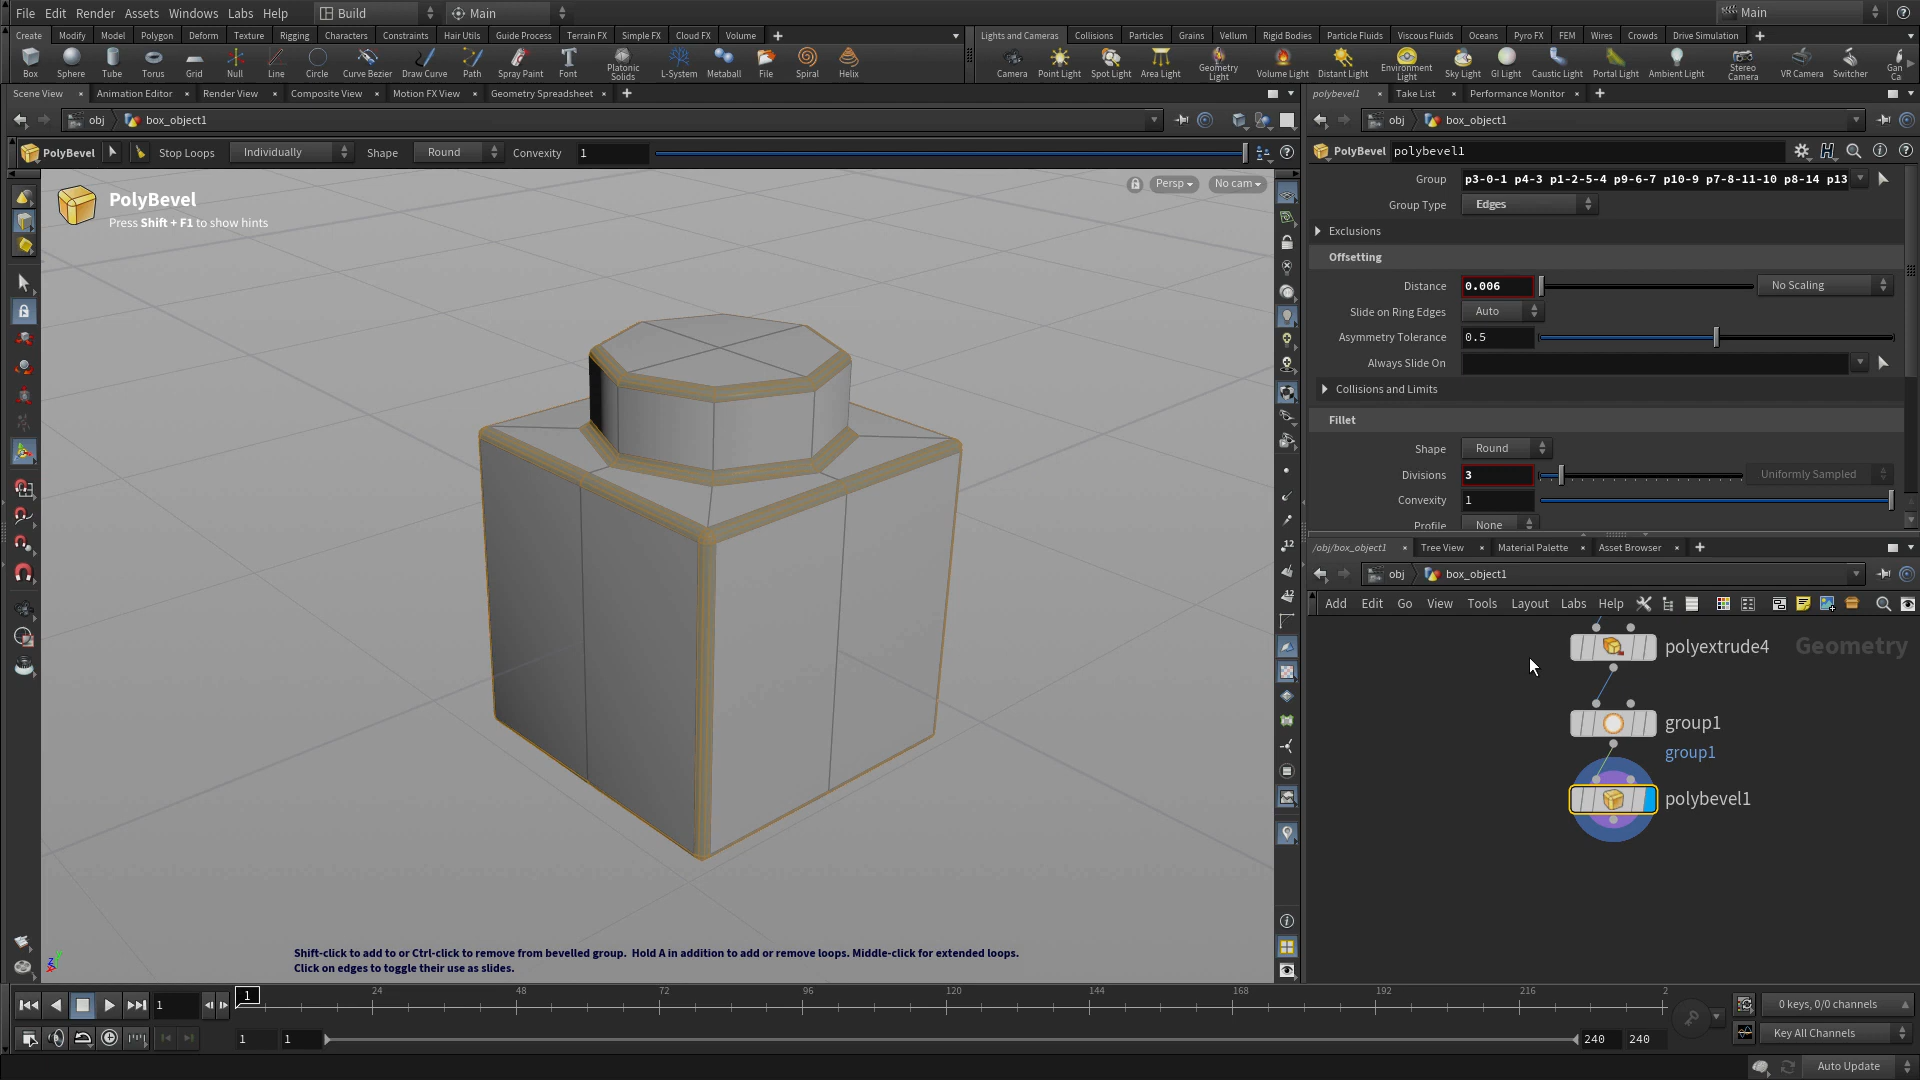 File Edit Render Assets Windows Labs Help Build Main Main
Create Modify Model Polygon Deform Texture Rigging Characters Constraints Hair Utils Guide Process Terrain FX Simple FX Cloud FX Volume
Lights and Cameras Collisions Particles Grains Vellum Rigid Bodies Particle Fluids Viscous Fluids Oceans Pyro FX FEM Wires Crowds Drive Simulation
Box Sphere Tube Torus Grid Null Line Circle Curve Bezier Draw Curve Path Spray Paint Font Platonic Solids L-System Metaball File Spiral Helix
Camera Point Light Spot Light Area Light Geometry Light Volume Light Distant Light Environment Light Sky Light GI Light Caustic Light Portal Light Ambient Light Stereo Camera VR Camera Switcher Gan Ca
Scene View Animation Editor Render View Composite View Motion FX View Geometry Spreadsheet
obj box_object1
PolyBevel Stop Loops Individually Shape Round Convexity 1
PolyBevel
Press Shift + F1 to show hints
Persp No cam
12
12
Shift-click to add to or Ctrl-click to remove from bevelled group. Hold A in addition to add or remove loops. Middle-click for extended loops.
Click on edges to toggle their use as slides.
polybevel1 Take List Performance Monitor
obj box_object1
PolyBevel polybevel1
Group p3-0-1 p4-3 p1-2-5-4 p9-6-7 p10-9 p7-8-11-10 p8-14 p13
Group Type Edges
Exclusions
Offsetting
Distance 0.006 No Scaling
Slide on Ring Edges Auto
Asymmetry Tolerance 0.5
Always Slide On
Collisions and Limits
Fillet
Shape Round
Divisions 3 Uniformly Sampled
Convexity 1
Profile None
/obj/box_object1 Tree View Material Palette Asset Browser
obj box_object1
Add Edit Go View Tools Layout Labs Help
polyextrude4 Geometry
group1
group1
polybevel1
1 1 24 48 72 96 120 144 168 192 216 2
0 keys, 0/0 channels
1 1 240 240 Key All Channels
Auto Update